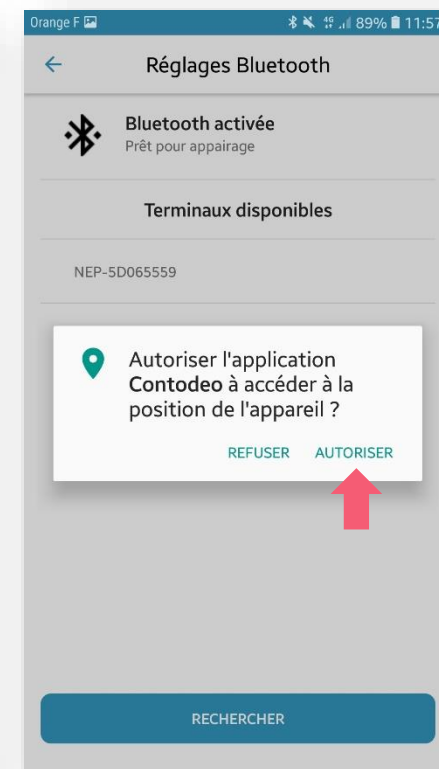 Orange F 89% 11:57
Réglages Bluetooth
Bluetooth activée
Prêt pour appairage
Terminaux disponibles
NEP-5D065559
Autoriser l'application
Contodeo à accéder à la
position de l'appareil ?
REFUSER AUTORISER
RECHERCHER